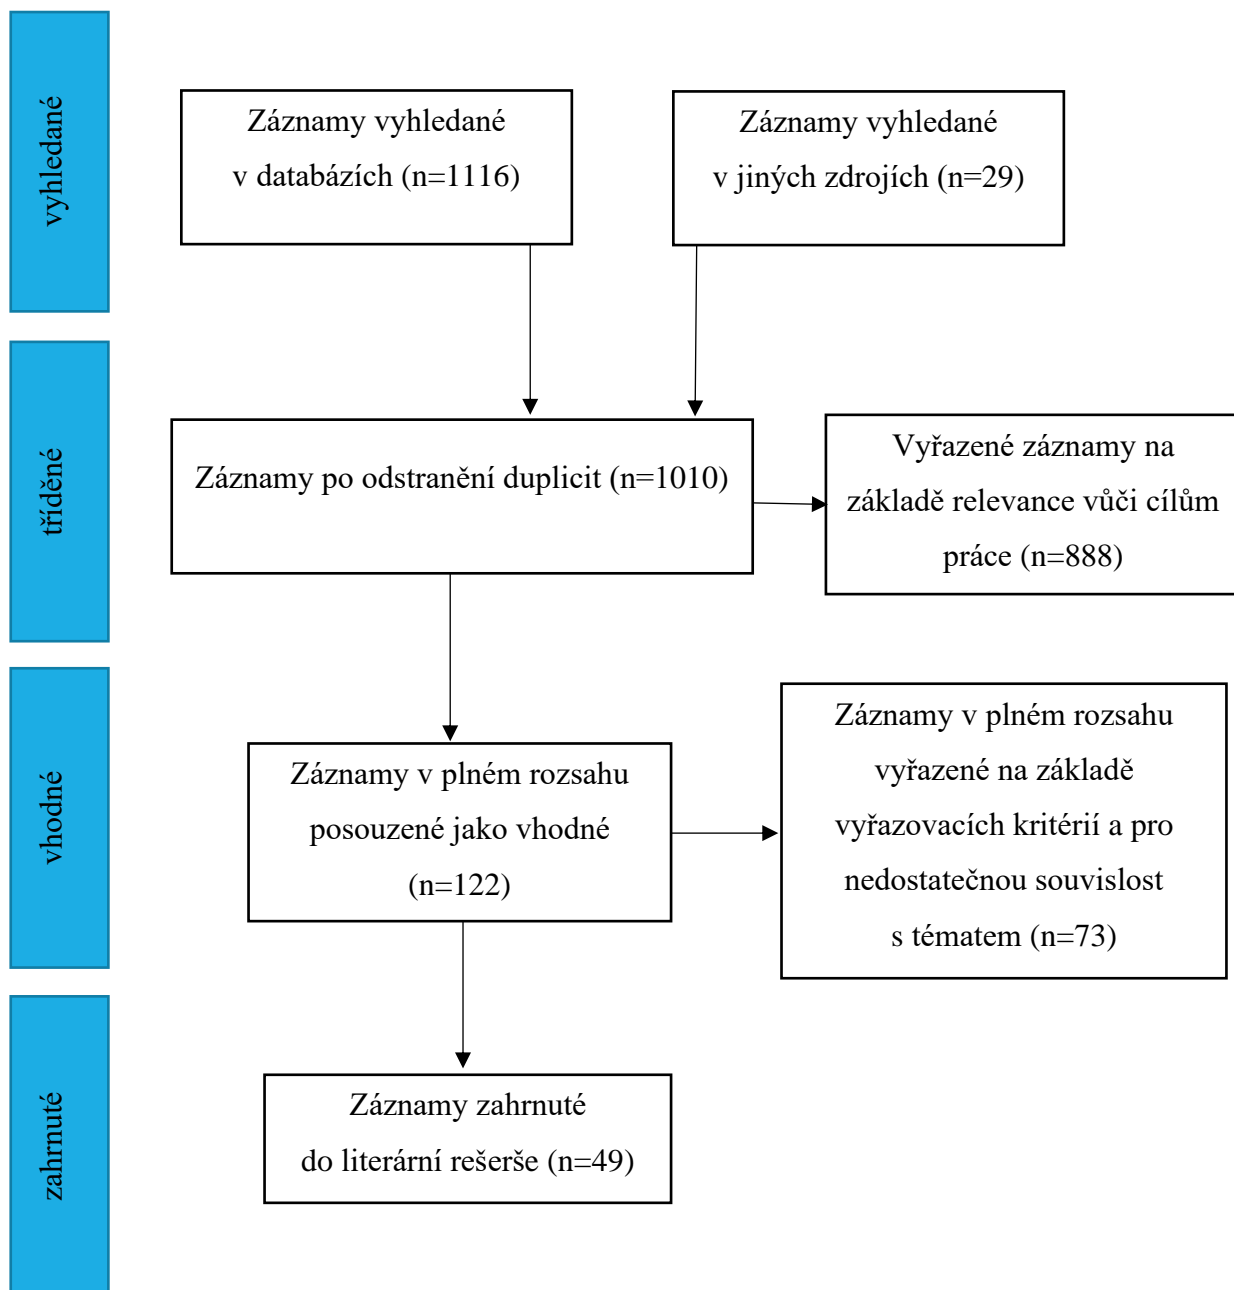 vyhledané
Záznamy vyhledané
v databázích (n=1116)
Záznamy vyhledané
v jiných zdrojích (n=29)
tříděné
Záznamy po odstranění duplicit (n=1010)
Vyřazené záznamy na
základě relevance vůči cílům
práce (n=888)
vhodné
Záznamy v plném rozsahu
posouzené jako vhodné
(n=122)
Záznamy v plném rozsahu
vyřazené na základě
vyřazovacích kritérií a pro
nedostatečnou souvislost
s tématem (n=73)
zahrnuté
Záznamy zahrnuté
do literární rešerše (n=49)